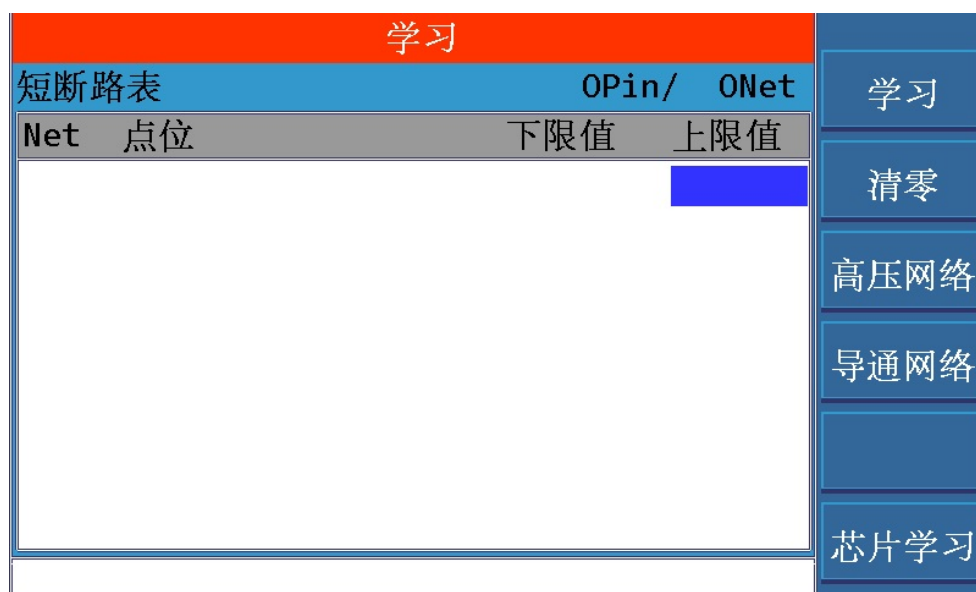 学习
短断路表 0Pin/ 0Net
Net 点位 下限值 上限值
学习
清零
高压网络
导通网络
芯片学习